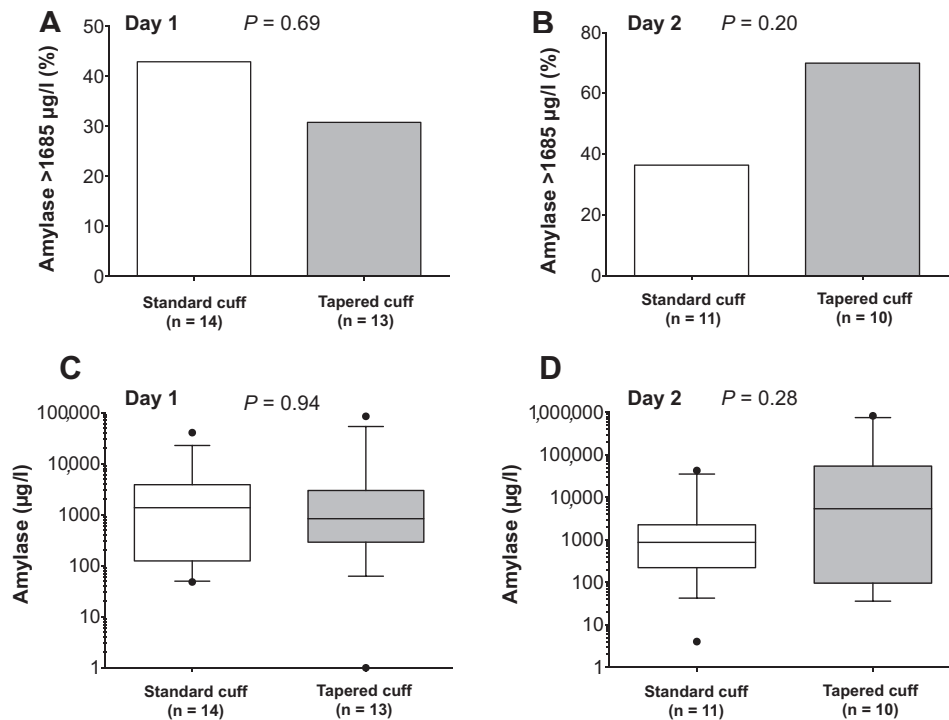 A
Day 1
P = 0.69
Amylase >1685 µg/l (%)
50
40
30
20
10
0
Standard cuff
(n = 14)
Tapered cuff
(n = 13)
B
Day 2
P = 0.20
Amylase >1685 µg/l (%)
80
60
40
20
0
Standard cuff
(n = 11)
Tapered cuff
(n = 10)
C
Day 1
P = 0.94
Amylase (µg/l)
100,000
10,000
1000
100
10
1
Standard cuff
(n = 14)
Tapered cuff
(n = 13)
D
Day 2
P = 0.28
Amylase (µg/l)
1,000,000
100,000
10,000
1000
100
10
1
Standard cuff
(n = 11)
Tapered cuff
(n = 10)